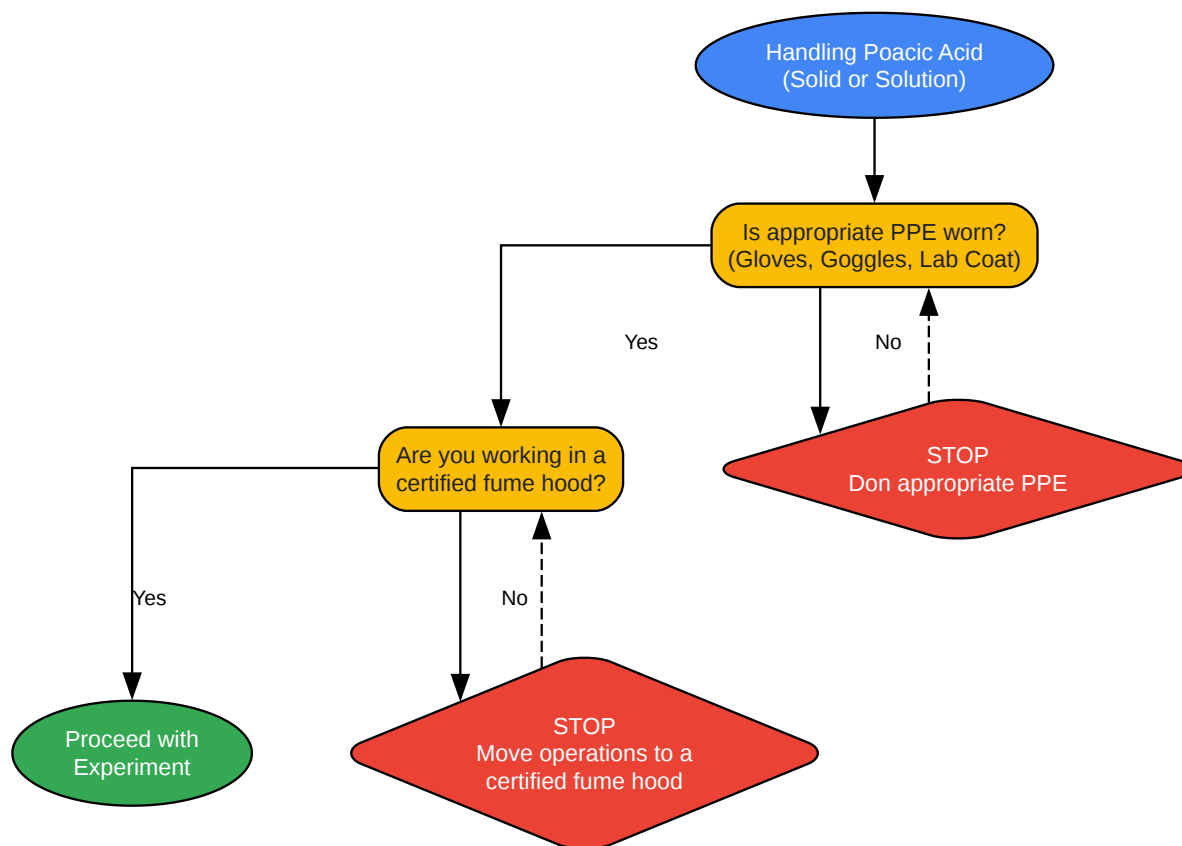 Handling Poacic Acid
(Solid or Solution)
Is appropriate PPE worn?
(Gloves, Goggles, Lab Coat)
Yes
No
Are you working in a
certified fume hood?
STOP
Don appropriate PPE
Yes
No
Proceed with
Experiment
STOP
Move operations to a
certified fume hood